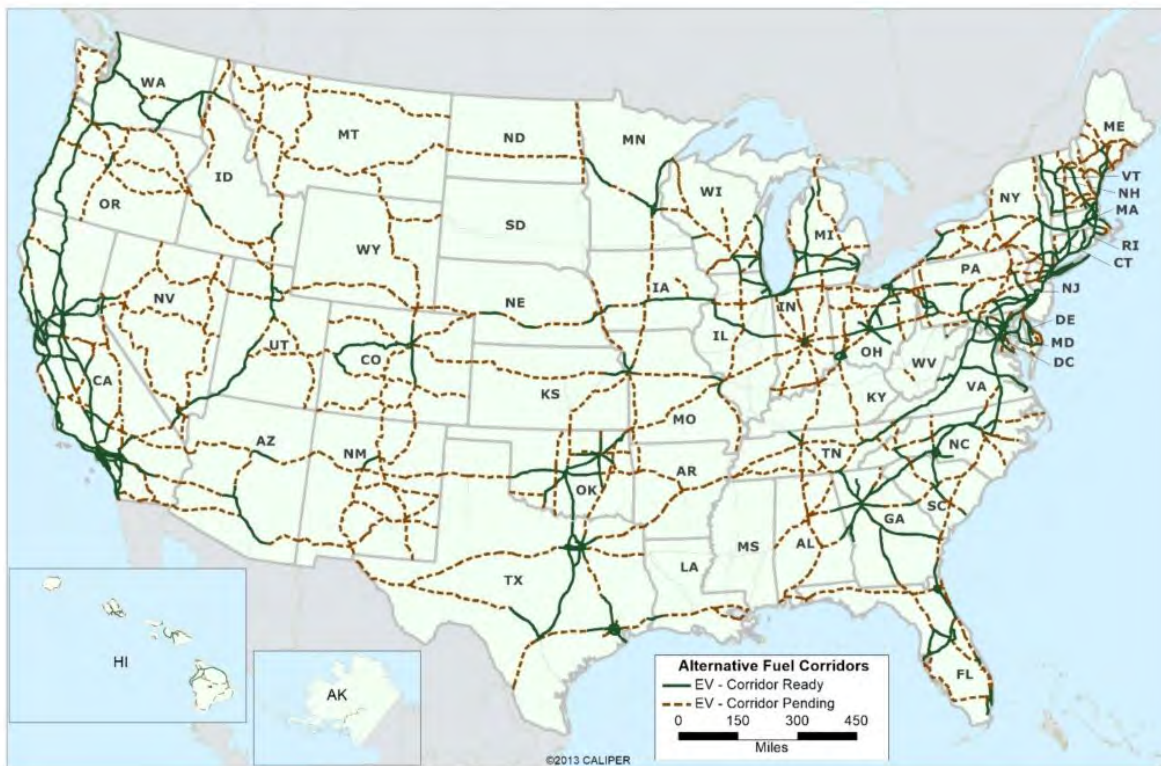 WA
MT
ND
MN
ME
OR
ID
WY
SD
WI
MI
NY
VT
NH
MA
RI
CT
NV
UT
CO
NE
IA
IL
IN
OH
PA
NJ
DE
MD
DC
CA
KS
MO
KY
WV
VA
AZ
NM
OK
AR
TN
NC
SC
TX
LA
MS
AL
GA
FL
HI
AK
Alternative Fuel Corridors
EV - Corridor Ready
EV - Corridor Pending
0 150 300 450
Miles
©2013 CALIPER